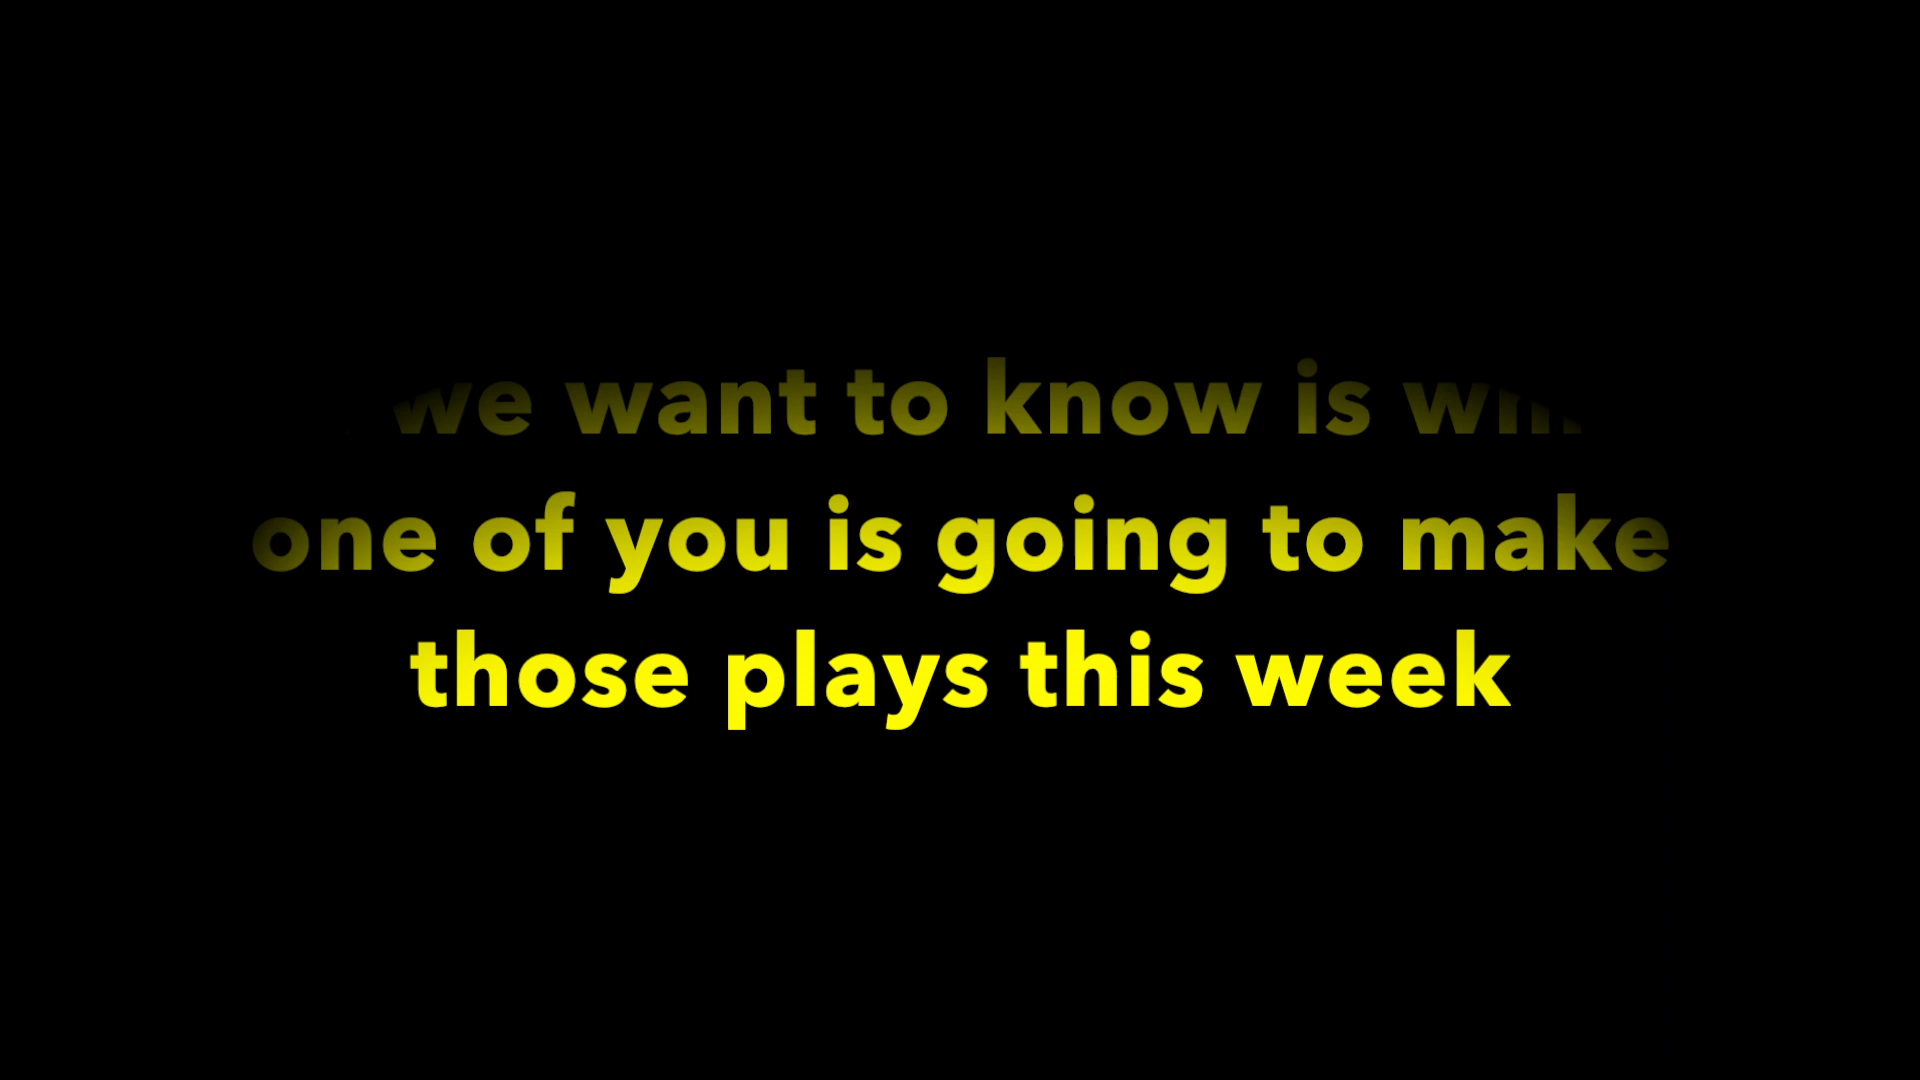 we want to know is
one of you is going to make
those plays this week